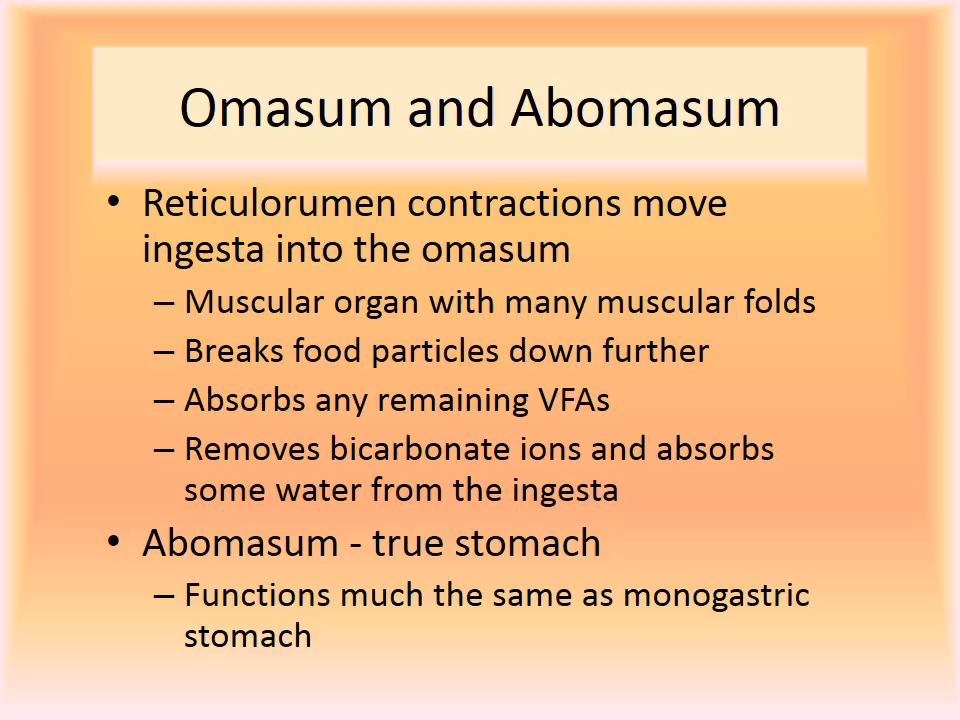 Omasum and Abomasum
• Reticulorumen contractions move
ingesta into the omasum
– Muscular organ with many muscular folds
– Breaks food particles down further
– Absorbs any remaining VFAs
– Removes bicarbonate ions and absorbs
some water from the ingesta
• Abomasum - true stomach
– Functions much the same as monogastric
stomach